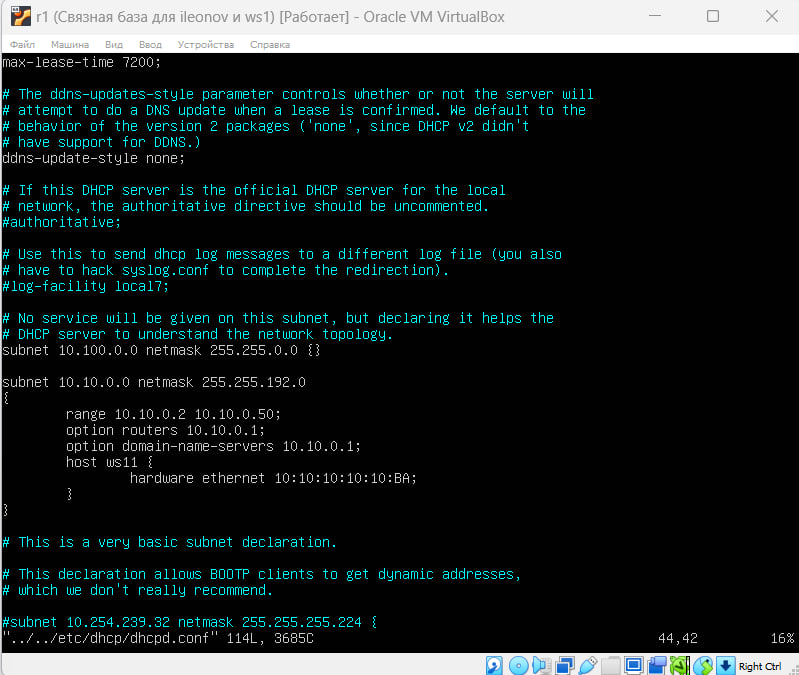 r1 (Связная база для ileonov и ws1) [Работает] - Oracle VM VirtualBox
Файл Машина Вид Ввод Устройства Справка
max-lease-time 7200;
# The ddns-updates-style parameter controls whether or not the server will
# attempt to do a DNS update when a lease is confirmed. We default to the
# behavior of the version 2 packages ('none', since DHCP v2 didn't
# have support for DDNS.)
ddns-update-style none;
# If this DHCP server is the official DHCP server for the local
# network, the authoritative directive should be uncommented.
#authoritative;
# Use this to send dhcp log messages to a different log file (you also
# have to hack syslog.conf to complete the redirection).
#log-facility local7;
# No service will be given on this subnet, but declaring it helps the
# DHCP server to understand the network topology.
subnet 10.100.0.0 netmask 255.255.0.0 {}
subnet 10.10.0.0 netmask 255.255.192.0
{
range 10.10.0.2 10.10.0.50;
option routers 10.10.0.1;
option domain-name-servers 10.10.0.1;
host ws11 {
hardware ethernet 10:10:10:10:10:BA;
}
}
# This is a very basic subnet declaration.
# This declaration allows BOOTP clients to get dynamic addresses,
# which we don't really recommend.
#subnet 10.254.239.32 netmask 255.255.255.224 {
"../../etc/dhcp/dhcpd.conf" 114L, 3685C 44,42 16%
Right Ctrl